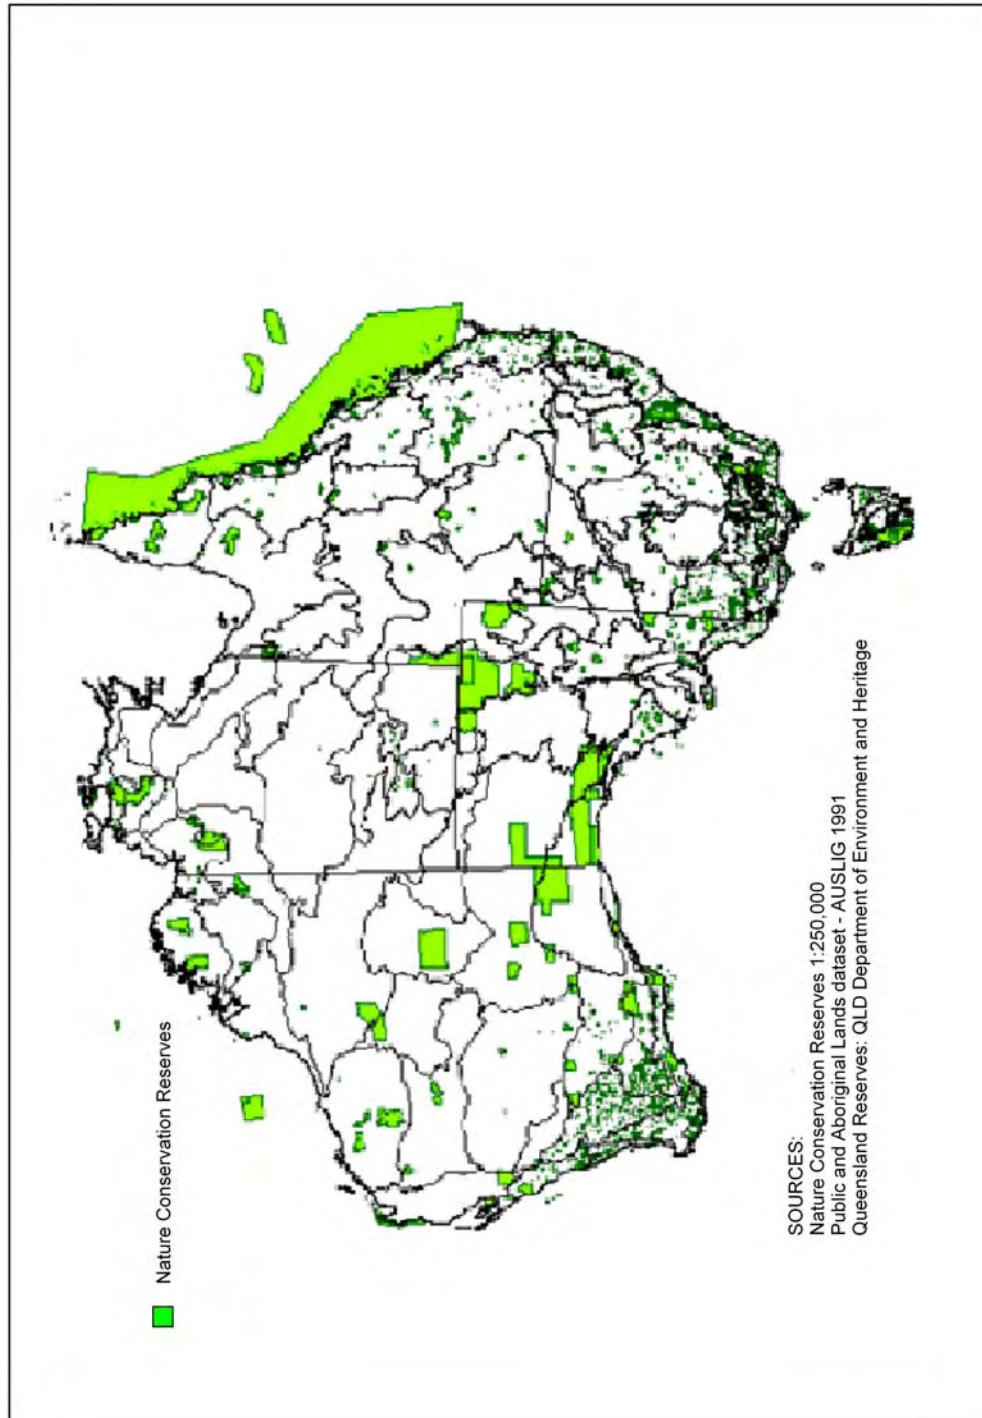 Nature Conservation Reserves
SOURCES:
Nature Conservation Reserves 1:250,000
Public and Aboriginal Lands dataset - AUSLIG 1991
Queensland Reserves: QLD Department of Environment and Heritage